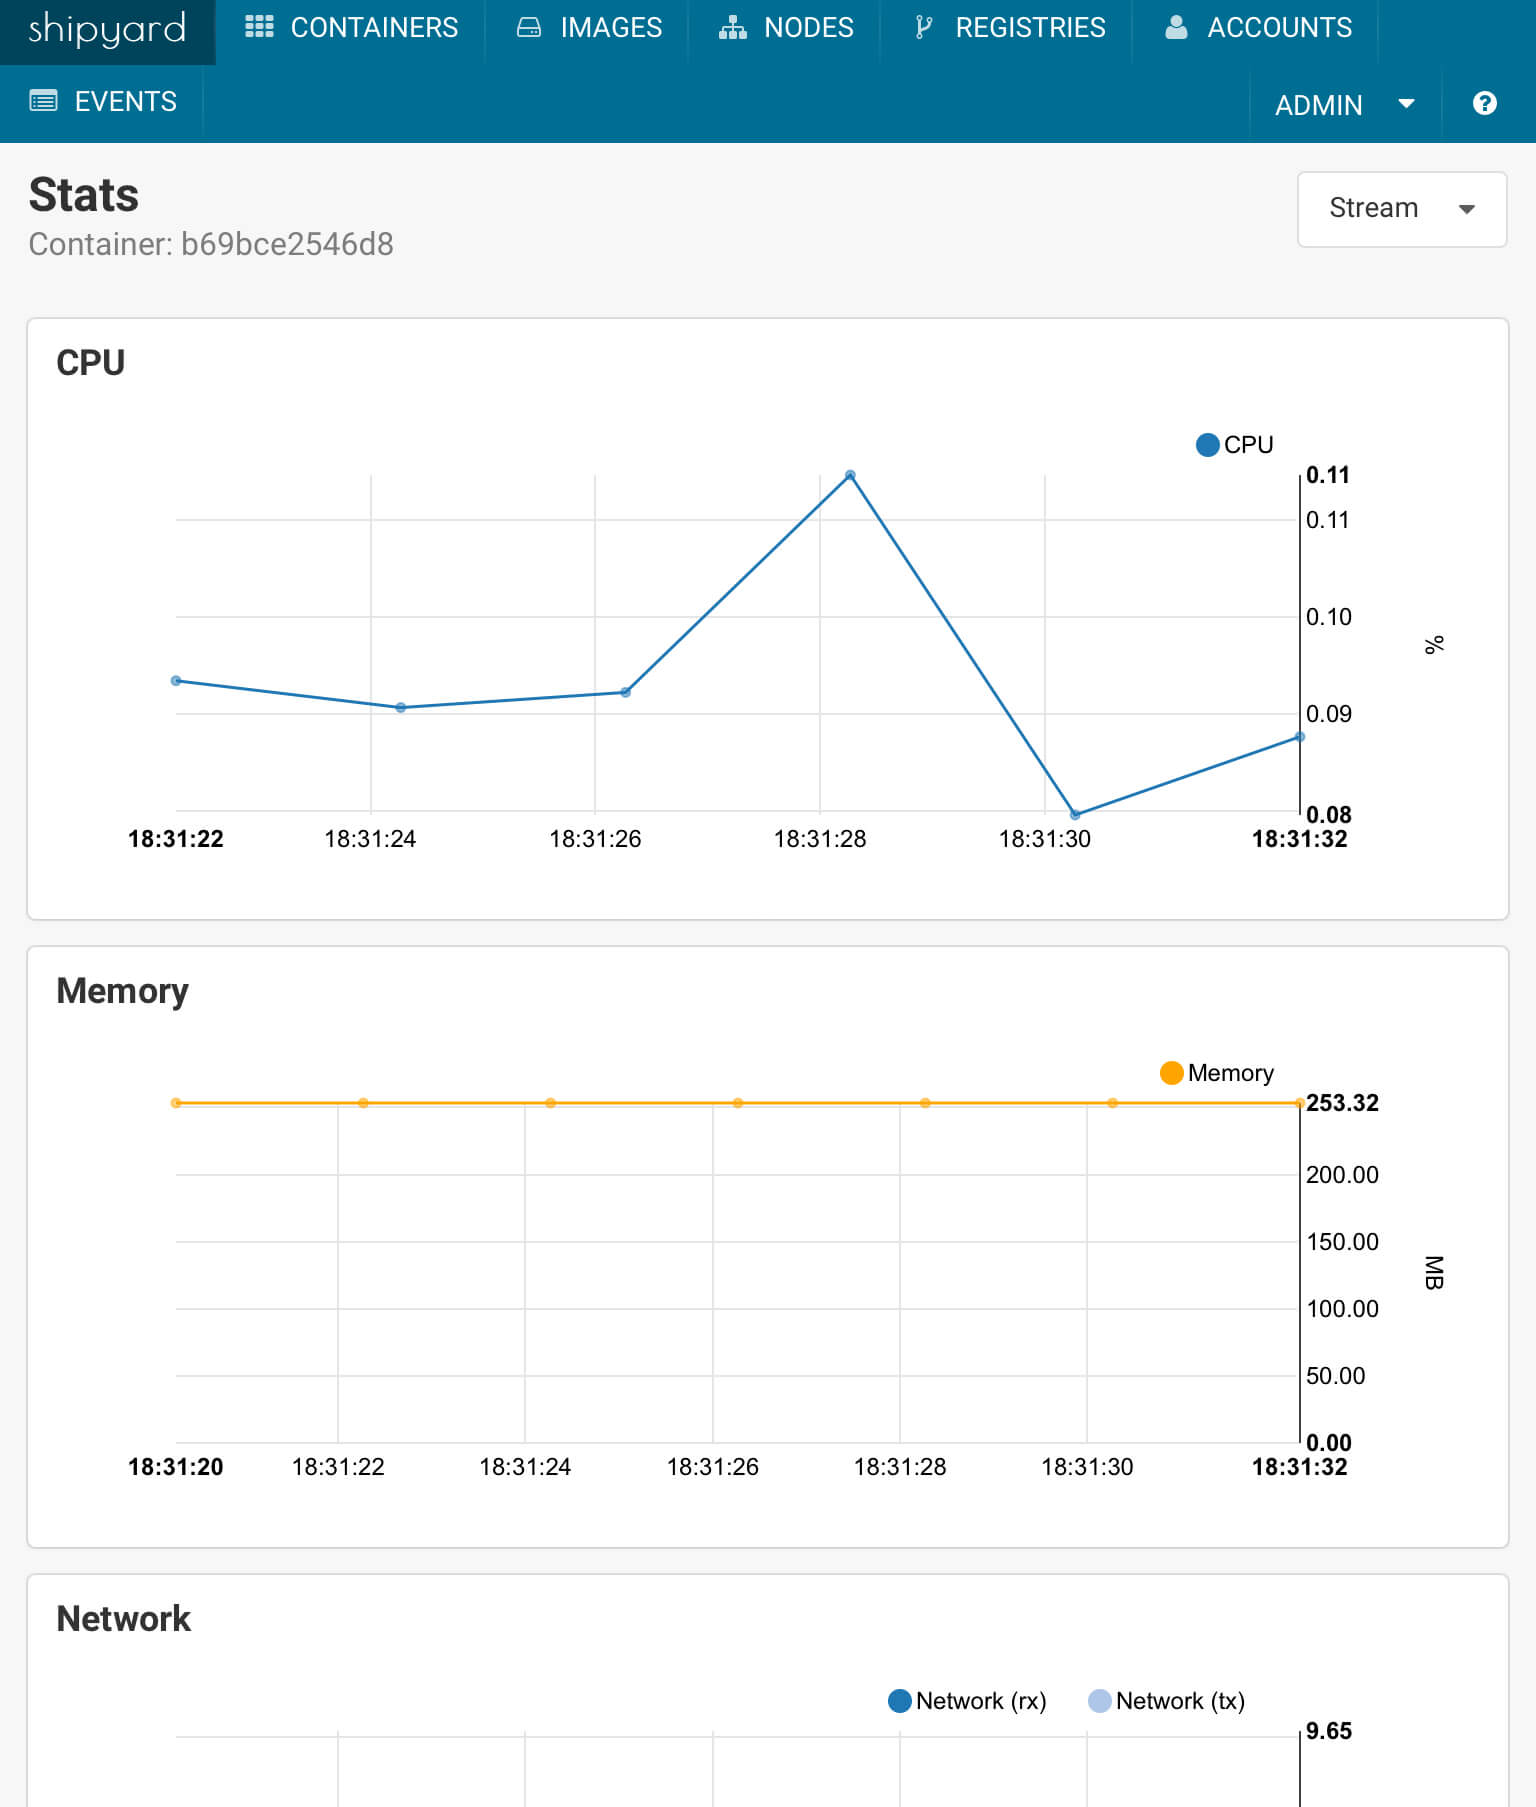 shipyard CONTAINERS IMAGES NODES REGISTRIES ACCOUNTS
EVENTS ADMIN
Stats
Container: b69bce2546d8
Stream
CPU
CPU
0.11
0.11
0.10
%
0.09
0.08
18:31:22 18:31:24 18:31:26 18:31:28 18:31:30 18:31:32
Memory
Memory
253.32
200.00
150.00
MB
100.00
50.00
0.00
18:31:20 18:31:22 18:31:24 18:31:26 18:31:28 18:31:30 18:31:32
Network
Network (rx) Network (tx)
9.65